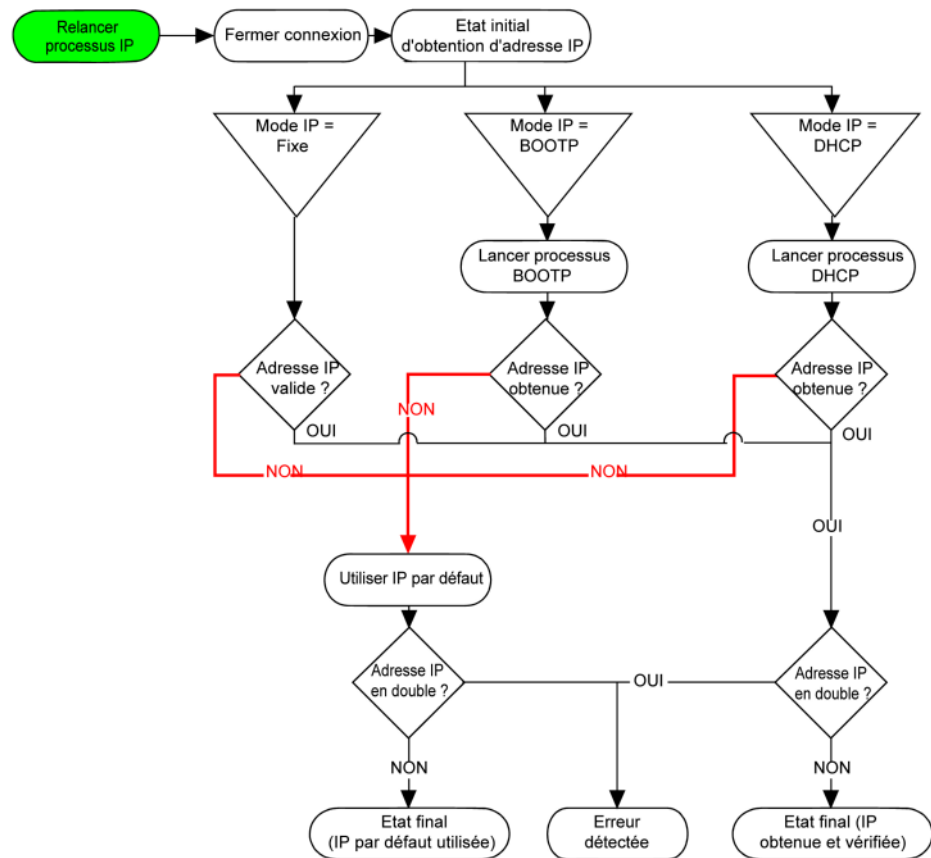 Relancer
processus IP
Fermer connexion
Etat initial
d'obtention d'adresse IP
Mode IP =
Fixe
Mode IP =
BOOTP
Mode IP =
DHCP
Lancer processus
BOOTP
Lancer processus
DHCP
Adresse IP
valide ?
Adresse IP
obtenue ?
Adresse IP
obtenue ?
NON
OUI
OUI
OUI
NON
NON
OUI
Utiliser IP par défaut
Adresse IP
en double ?
OUI
Adresse IP
en double ?
NON
NON
Etat final
(IP par défaut utilisée)
Erreur
détectée
Etat final (IP
obtenue et vérifiée)